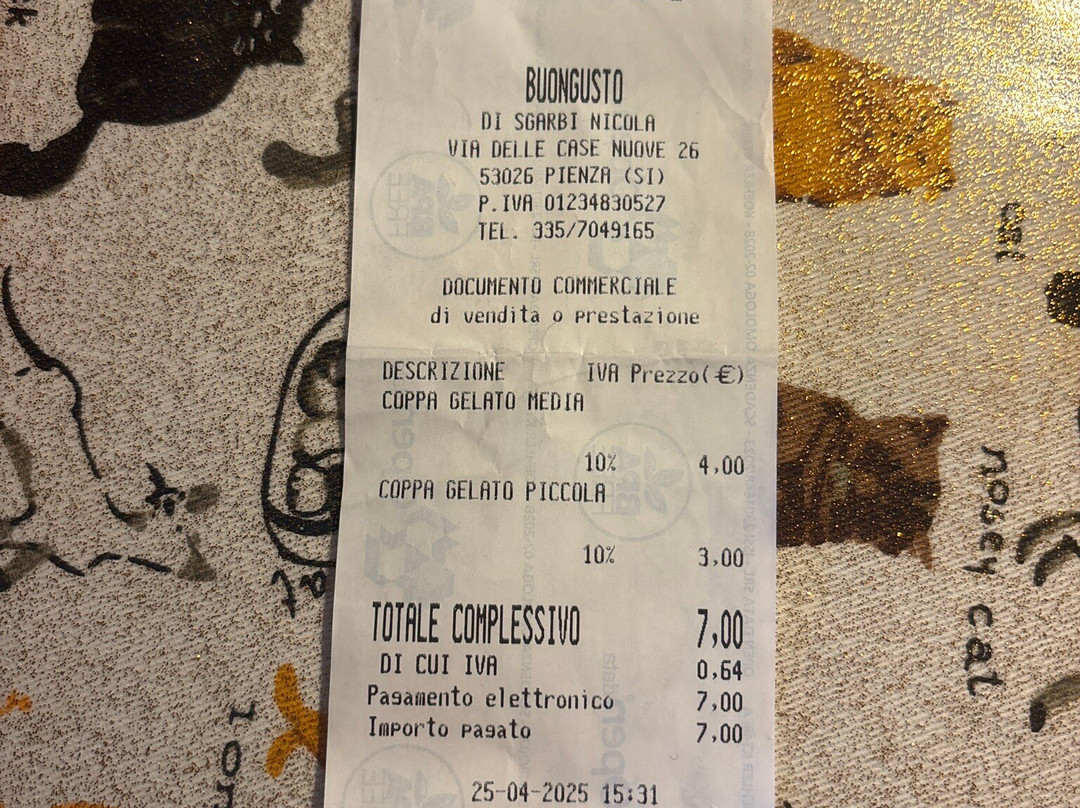 BUONGUSTO
DI SGARBI NICOLA
VIA DELLE CASE NUOVE 26
53026 PIENZA (SI)
P.IVA 01234830527
TEL. 335/7049165
DOCUMENTO COMMERCIALE
di vendita o prestazione
DESCRIZIONE IVA Prezzo(€)
COPPA GELATO MEDIA
10% 4,00
COPPA GELATO PICCOLA
10% 3,00
TOTALE COMPLESSIVO 7,00
DI CUI IVA 0,64
Pagamento elettronico 7,00
Importo pagato 7,00
25-04-2025 15:31
nosey cat